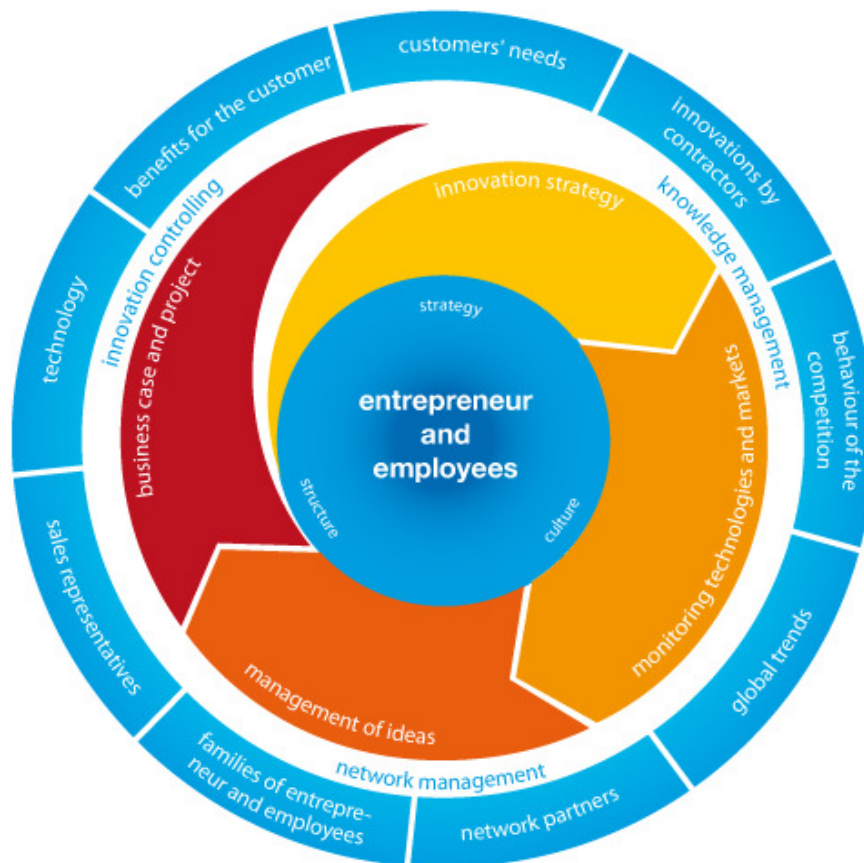 customers' needs
innovations by
contractors
behaviour of the
competition
global trends
network partners
families of entrepre-
neur and employees
sales representatives
technology
benefits for the customer
innovation controlling
knowledge management
network management
innovation strategy
monitoring technologies and markets
management of ideas
business case and project
strategy
entrepreneur
and
employees
structure
culture